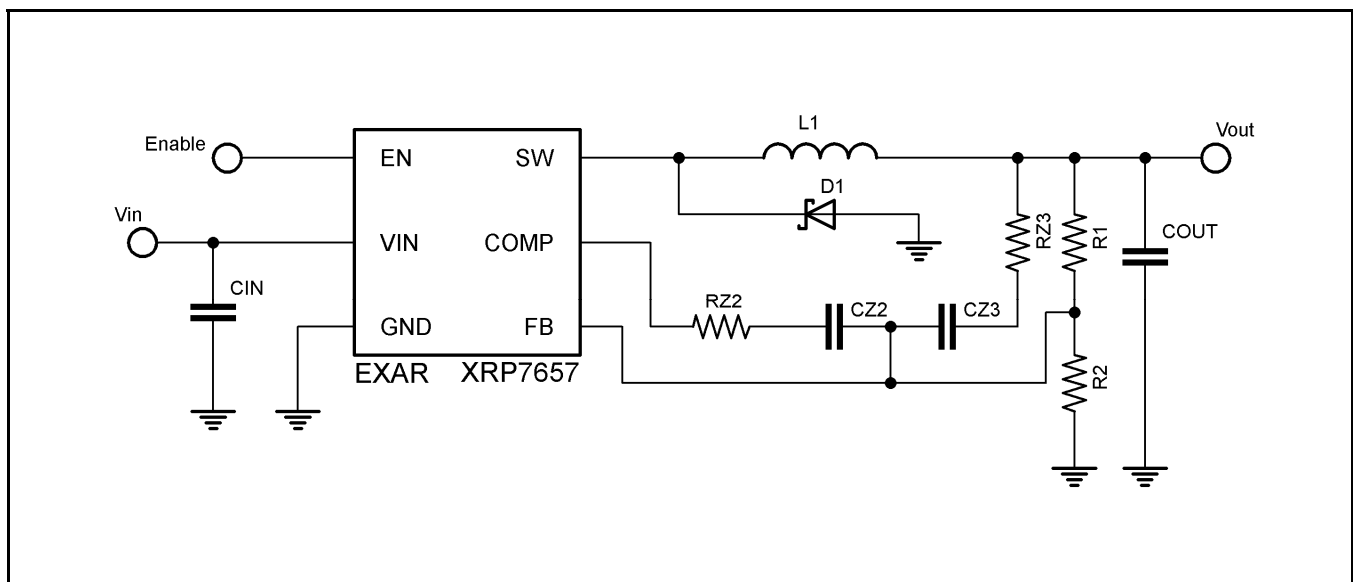 Enable
Vin
CIN
EN
VIN
GND
SW
COMP
FB
EXAR XRP7657
L1
D1
RZ2
CZ2
CZ3
RZ3
R1
R2
COUT
Vout